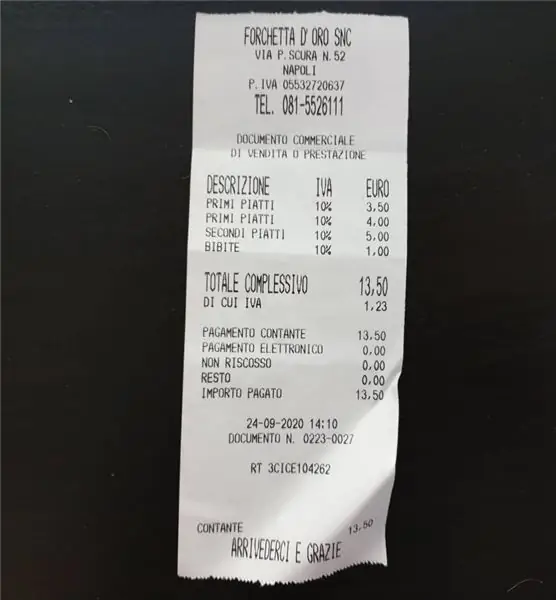 FORCHETTA D' ORO SNC
VIA P.SCURA N.52
NAPOLI
P.IVA 05532720637
TEL. 081-5526111
DOCUMENTO COMMERCIALE
DI VENDITA O PRESTAZIONE
DESCRIZIONE IVA EURO
PRIMI PIATTI 10% 3,50
PRIMI PIATTI 10% 4,00
SECONDI PIATTI 10% 5,00
BIBITE 10% 1,00
TOTALE COMPLESSIVO 13,50
DI CUI IVA 1,23
PAGAMENTO CONTANTE 13,50
PAGAMENTO ELETTRONICO 0,00
NON RISCOSSO 0,00
RESTO 0,00
IMPORTO PAGATO 13,50
24-09-2020 14:10
DOCUMENTO N. 0223-0027
RT 3CICE104262
CONTANTE 13,50
ARRIVEDERCI E GRAZIE